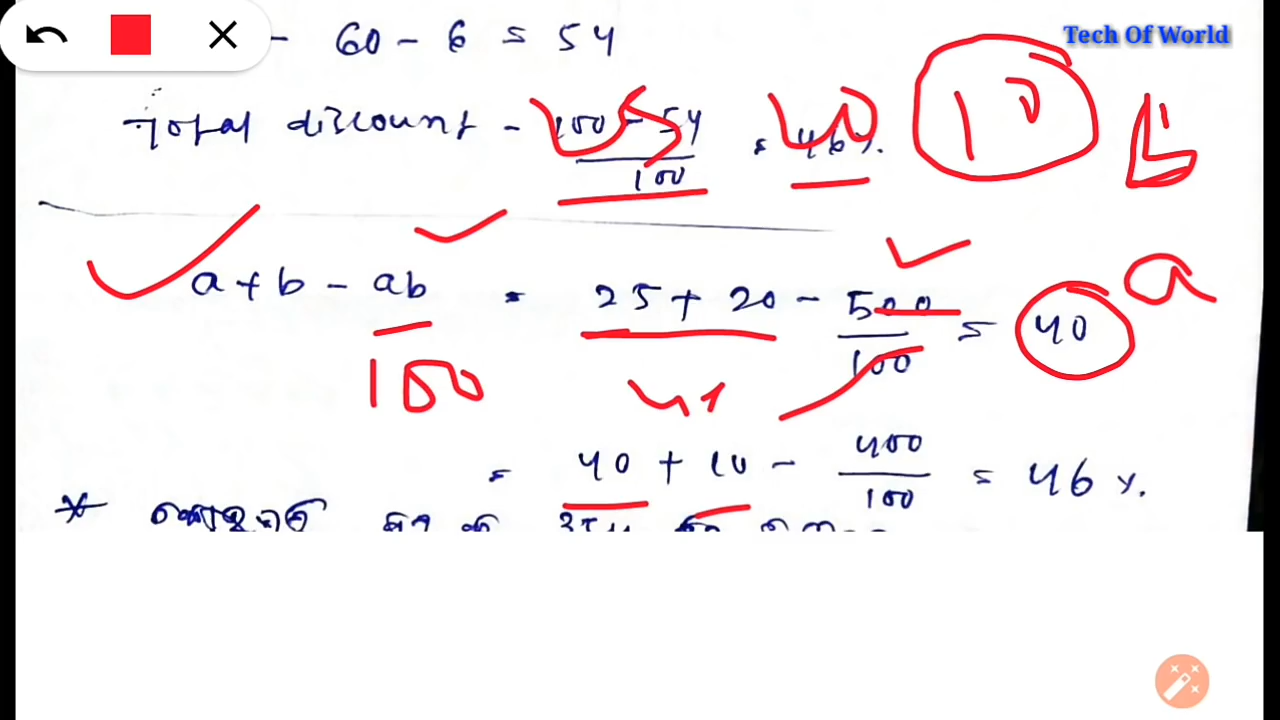 - 60 - 6 = 54
Tech Of World
Total discount - 100 - 54 / 100 = 46%.
10
b
a + b - ab / 100 = 25 + 20 - 500 / 100 = 40
a
= 40 + 10 - 400 / 100 = 46%.
*